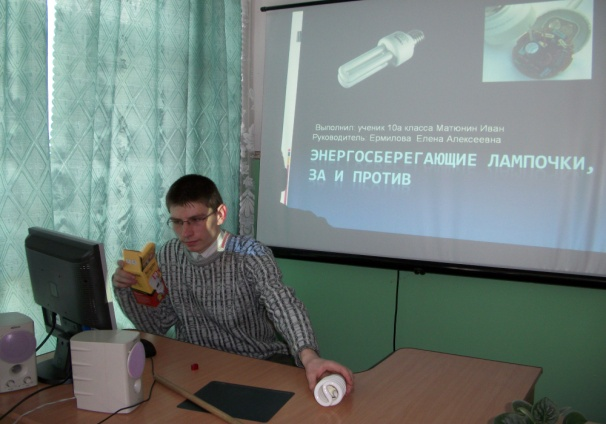 Выполнил ученик 10а класса Матюнин Иван
Руководитель Ермилова Елена Алексеевна
ЭНЕРГОСБЕРЕГАЮЩИЕ ЛАМПОЧКИ,
ЗА И ПРОТИВ